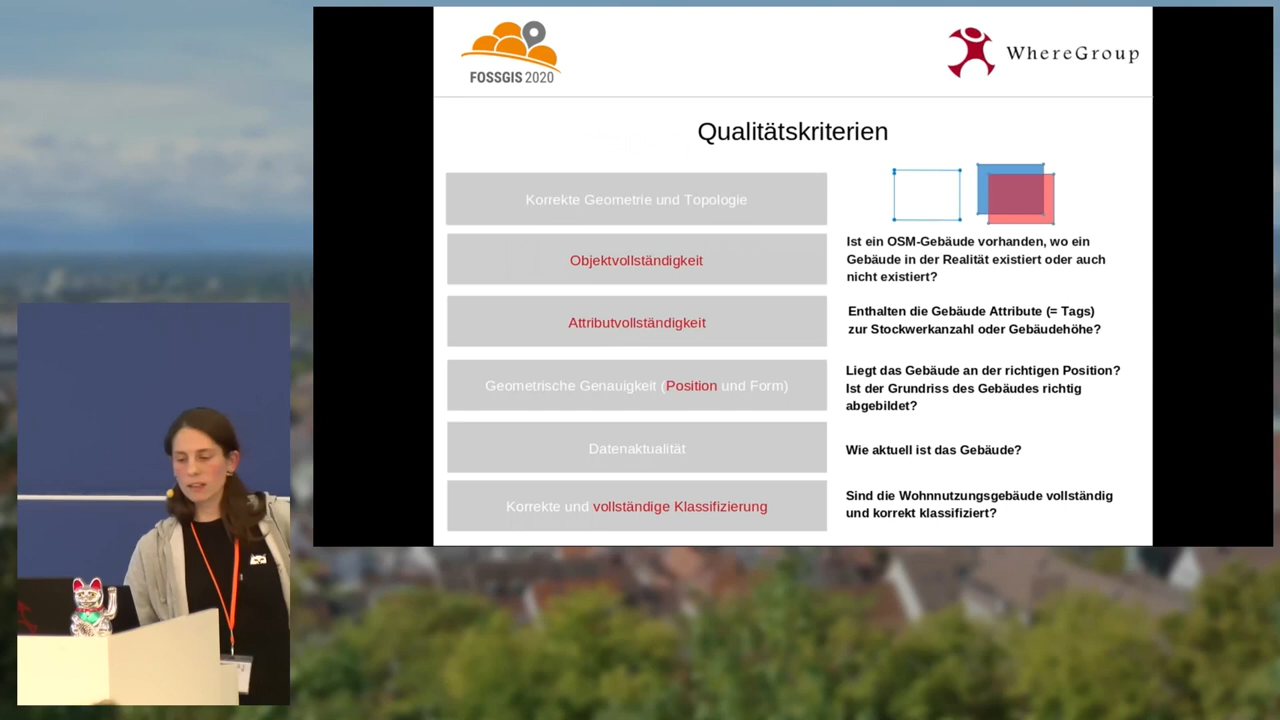 FOSSGIS 2020
WhereGroup
Qualitätskriterien
Korrekte Geometrie und Topologie
Objektvollständigkeit
Ist ein OSM-Gebäude vorhanden, wo ein
Gebäude in der Realität existiert oder auch
nicht existiert?
Attributvollständigkeit
Enthalten die Gebäude Attribute (= Tags)
zur Stockwerkanzahl oder Gebäudehöhe?
Geometrische Genauigkeit (Position und Form)
Liegt das Gebäude an der richtigen Position?
Ist der Grundriss des Gebäudes richtig
abgebildet?
Datenaktualität
Wie aktuell ist das Gebäude?
Korrekte und vollständige Klassifizierung
Sind die Wohnnutzungsgebäude vollständig
und korrekt klassifiziert?